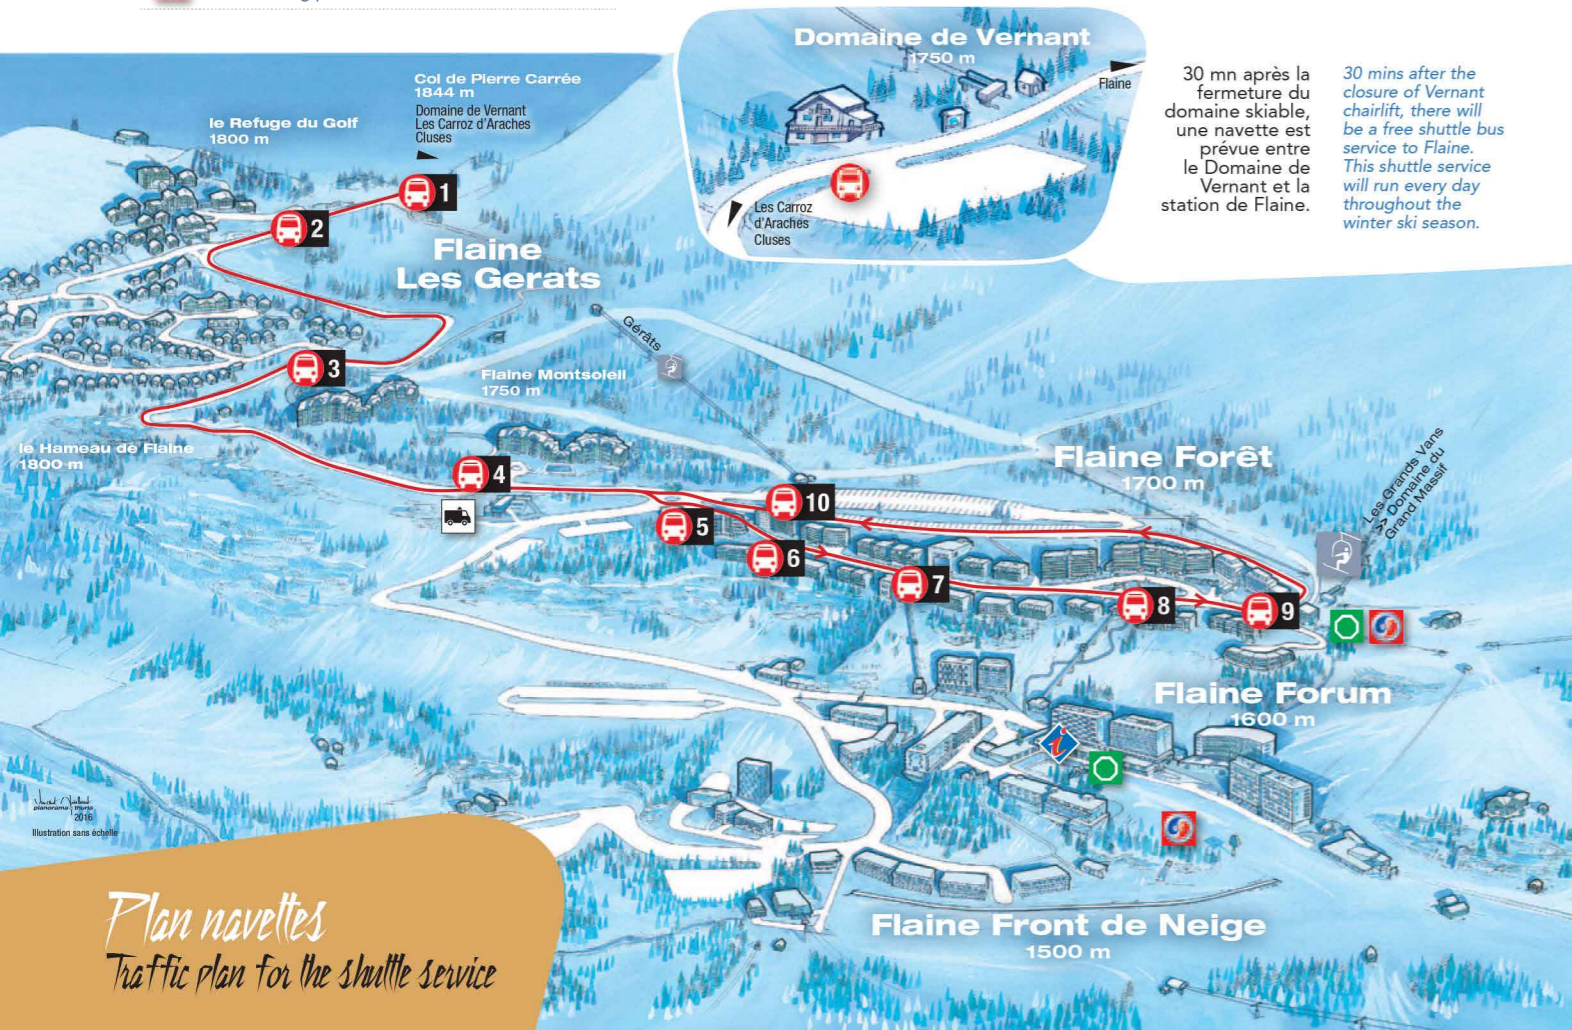 Domaine de Vernant
1750 m
Flaine
Les Carroz
d'Araches
Cluses
30 mn après la
fermeture du
domaine skiable,
une navette est
prévue entre
le Domaine de
Vernant et la
station de Flaine.
30 mins after the
closure of Vernant
chairlift, there will
be a free shuttle bus
service to Flaine.
This shuttle service
will run every day
throughout the
winter ski season.
Col de Pierre Carrée
1844 m
Domaine de Vernant
Les Carroz d'Araches
Cluses
le Refuge du Golf
1800 m
1
2
Flaine
Les Gerats
Gérâts
3
Flaine Montsoleil
1750 m
le Hameau de Flaine
1800 m
4
Flaine Forêt
1700 m
Les Grands Vans
>> Domaine du
Grand Massif
10
5
6
7
8
9
Flaine Forum
1600 m
i
Flaine Front de Neige
1500 m
2016
Illustration sans échelle
Plan navettes
Traffic plan for the shuttle service